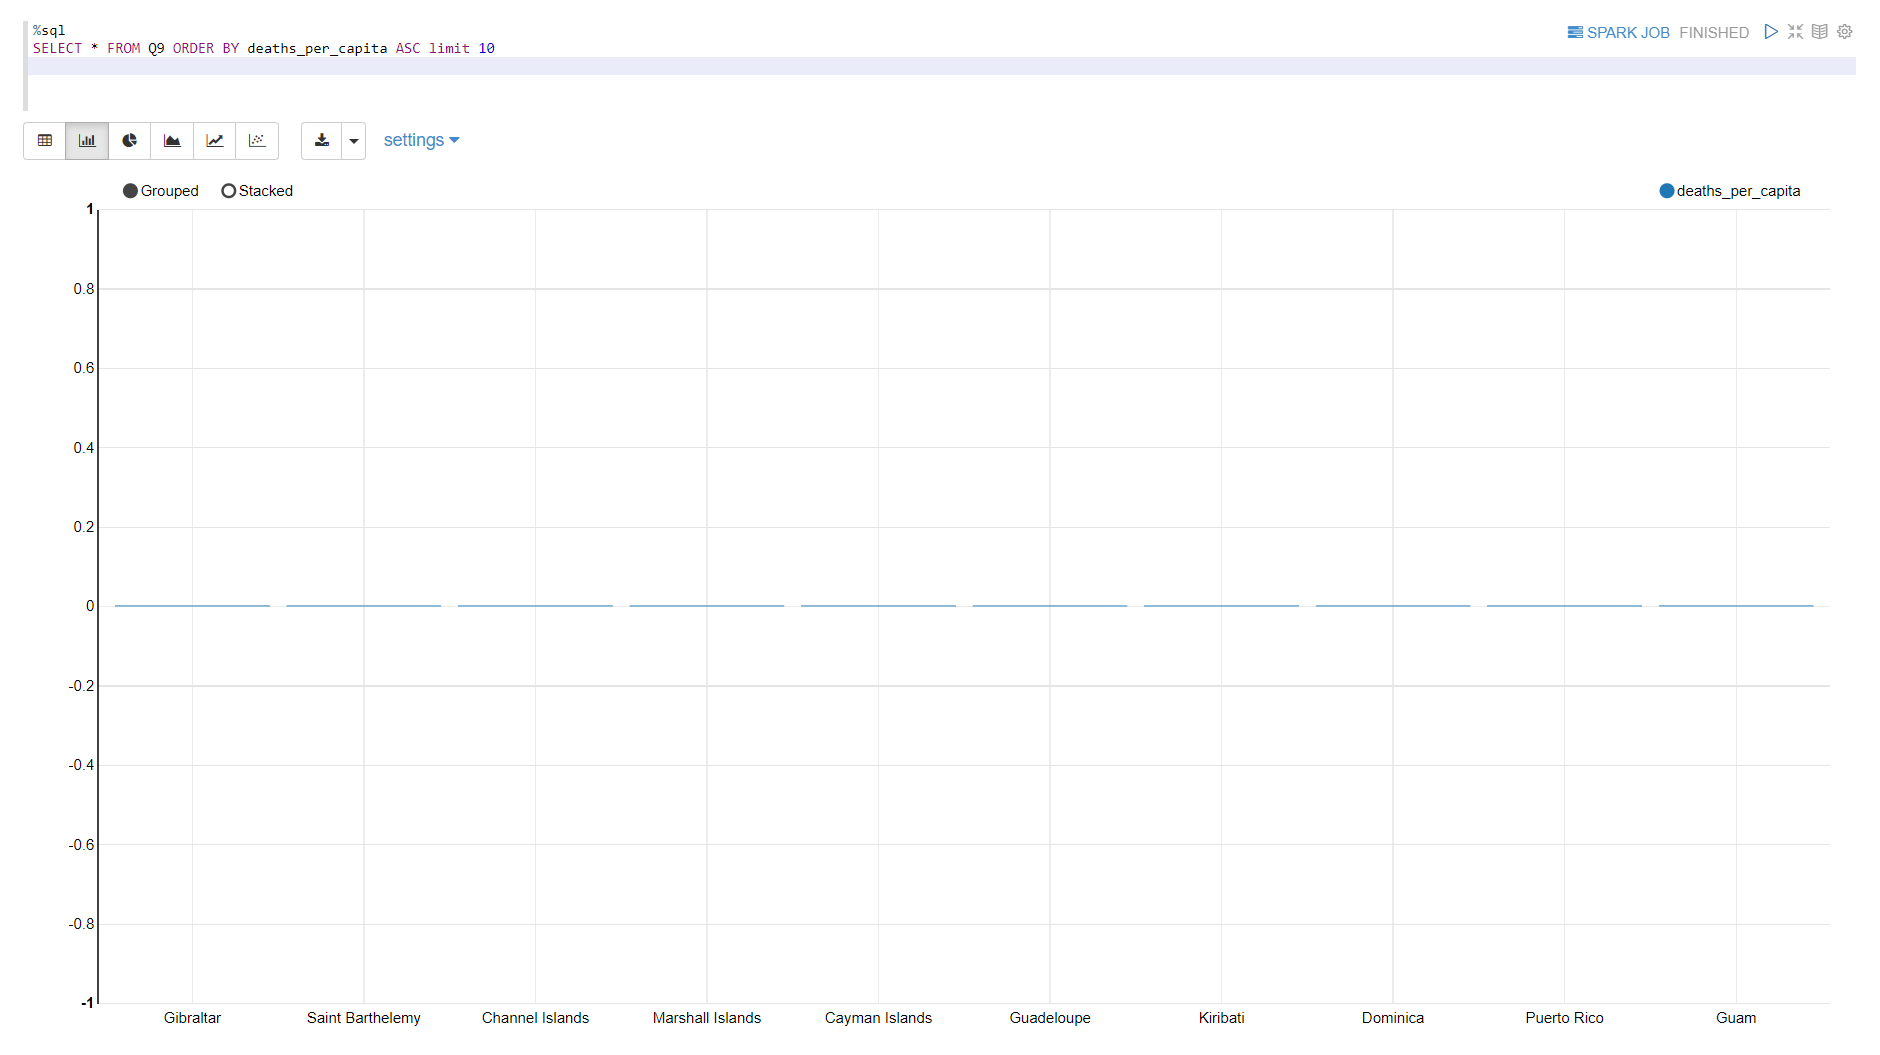 %sql
SPARK JOB FINISHED
SELECT * FROM Q9 ORDER BY deaths_per_capita ASC limit 10
settings
Grouped Stacked deaths_per_capita
1
0.8
0.6
0.4
0.2
0
-0.2
-0.4
-0.6
-0.8
-1
Gibraltar Saint Barthelemy Channel Islands Marshall Islands Cayman Islands Guadeloupe Kiribati Dominica Puerto Rico Guam